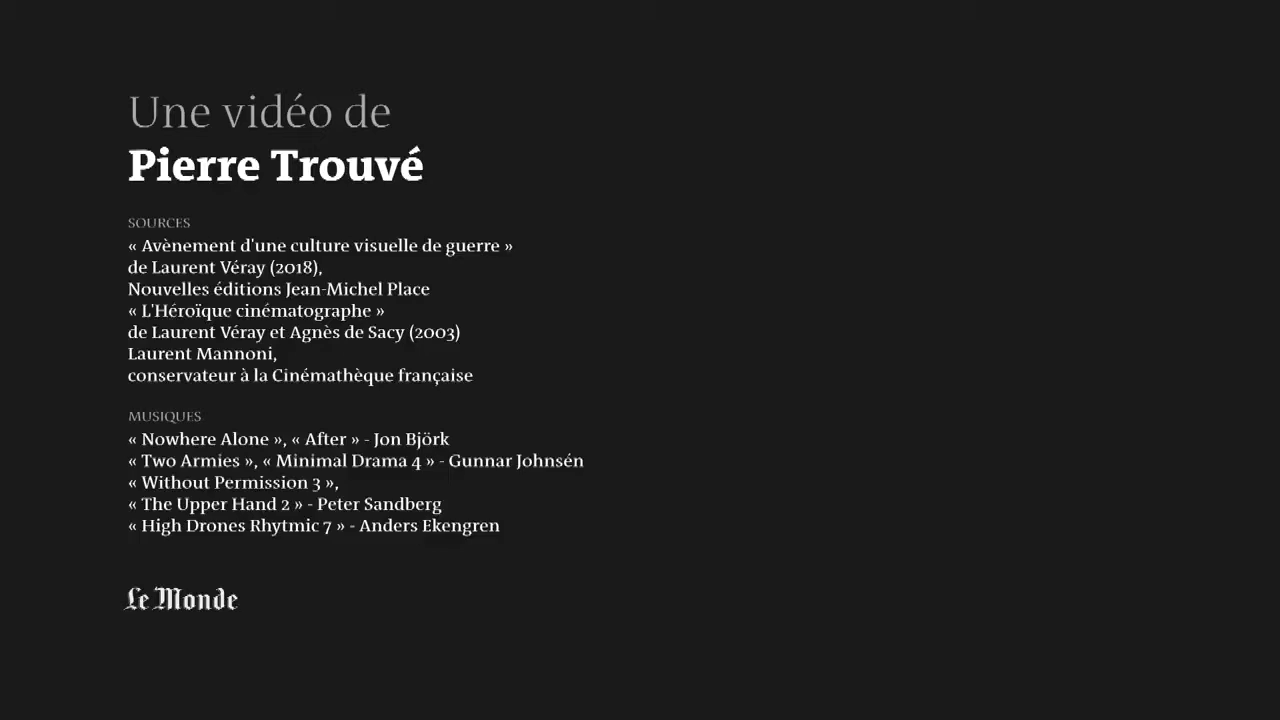 Une vidéo de
Pierre Trouvé
SOURCES
« Avènement d'une culture visuelle de guerre »
de Laurent Véray (2018),
Nouvelles éditions Jean-Michel Place
« L'Héroïque cinématographe »
de Laurent Véray et Agnès de Sacy (2003)
Laurent Mannoni,
conservateur à la Cinémathèque française
MUSIQUES
« Nowhere Alone », « After » - Jon Björk
« Two Armies », « Minimal Drama 4 » - Gunnar Johnsén
« Without Permission 3 »,
« The Upper Hand 2 » - Peter Sandberg
« High Drones Rhytmic 7 » - Anders Ekengren
Le Monde